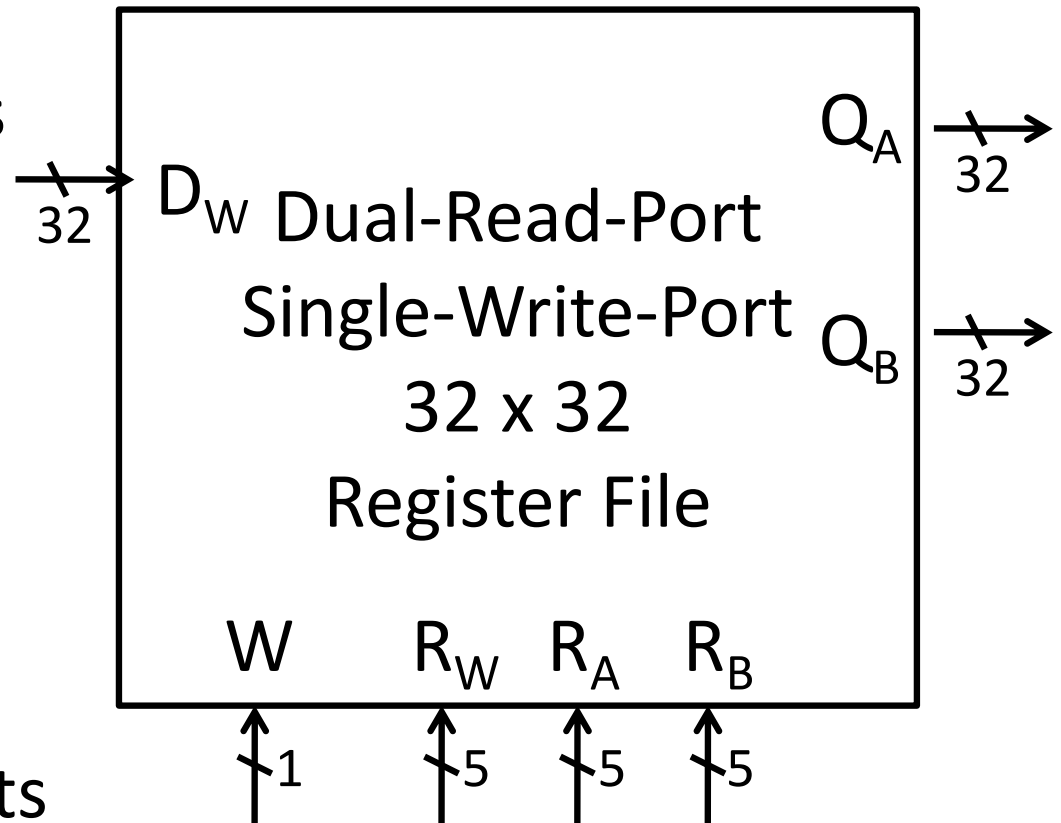 s
Q_A
32
D_W Dual-Read-Port
32
Single-Write-Port
Q_B
32
32 x 32
Register File
W R_W R_A R_B
1 5 5 5
ts